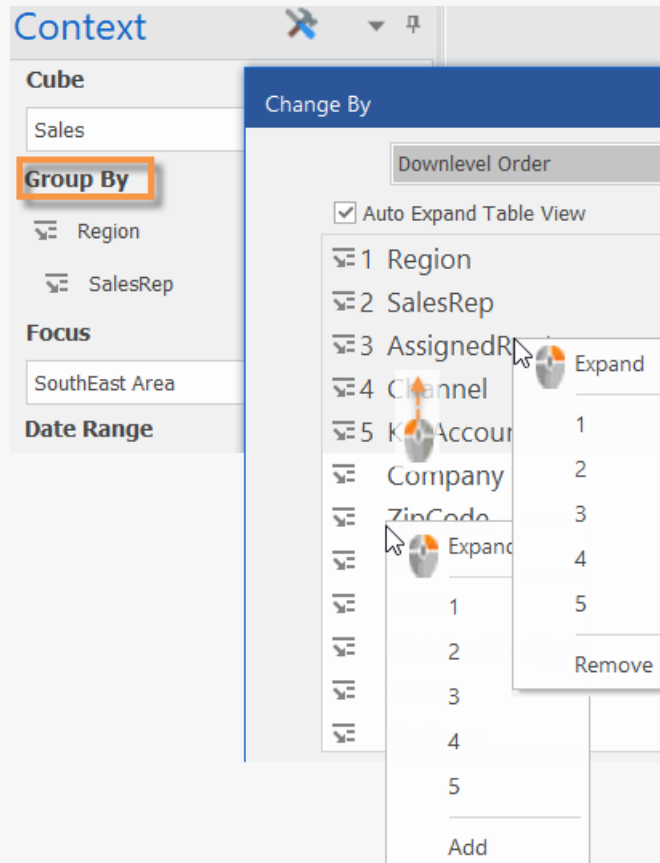 Context
Cube
Sales
Group By
Region
SalesRep
Focus
SouthEast Area
Date Range
Change By
Downlevel Order
Auto Expand Table View
1 Region
2 SalesRep
3 AssignedR
4 Channel
5 K Accour
Company
ZipCode
Expand
1
2
3
4
5
Remove
Expand
1
2
3
4
5
Add